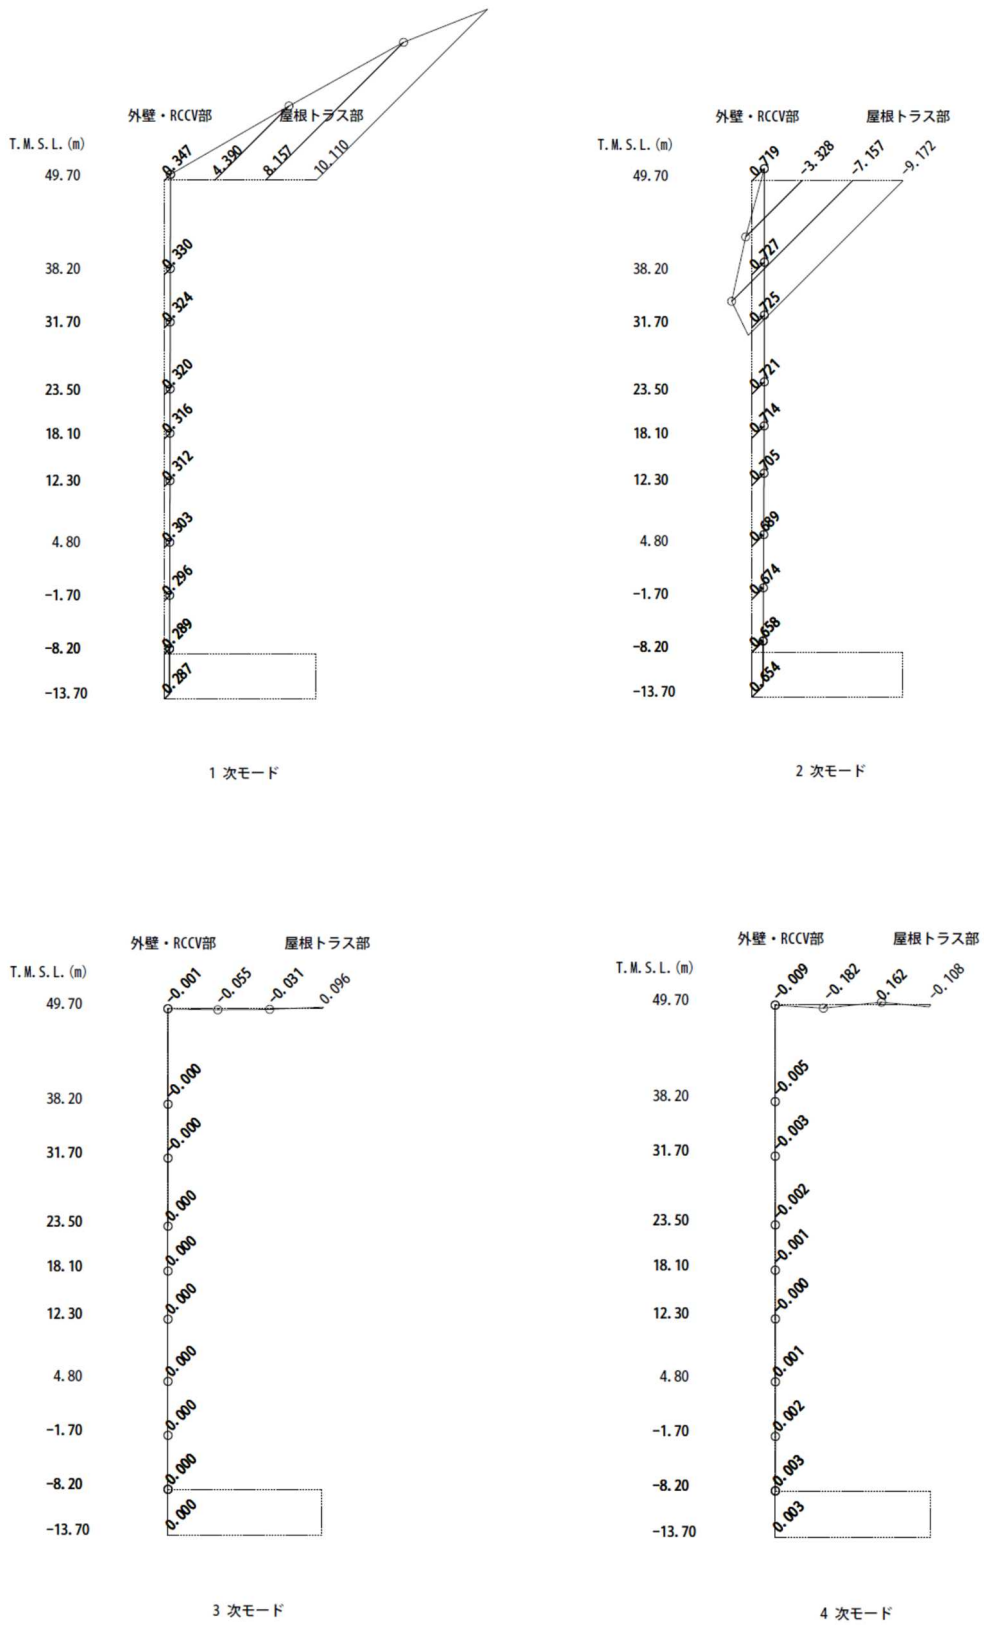 外壁・RCCV部 屋根トラス部
T.M.S.L.(m)
49.70 0.347 4.390 8.157 10.110
38.20 0.330
31.70 0.324
23.50 0.320
18.10 0.316
12.30 0.312
4.80 0.303
-1.70 0.296
-8.20 0.289
-13.70 0.287
1 次モード
外壁・RCCV部 屋根トラス部
T.M.S.L.(m)
49.70 0.719 -3.328 -7.157 -9.172
38.20 0.727
31.70 0.725
23.50 0.721
18.10 0.714
12.30 0.705
4.80 0.689
-1.70 0.674
-8.20 0.658
-13.70 0.654
2 次モード
外壁・RCCV部 屋根トラス部
T.M.S.L.(m)
49.70 -0.001 -0.055 -0.031 0.096
38.20 -0.000
31.70 -0.000
23.50 0.000
18.10 0.000
12.30 0.000
4.80 0.000
-1.70 0.000
-8.20 0.000
-13.70 0.000
3 次モード
外壁・RCCV部 屋根トラス部
T.M.S.L.(m)
49.70 -0.009 -0.182 0.162 -0.108
38.20 -0.005
31.70 -0.003
23.50 -0.002
18.10 -0.001
12.30 -0.000
4.80 0.001
-1.70 0.002
-8.20 0.003
-13.70 0.003
4 次モード